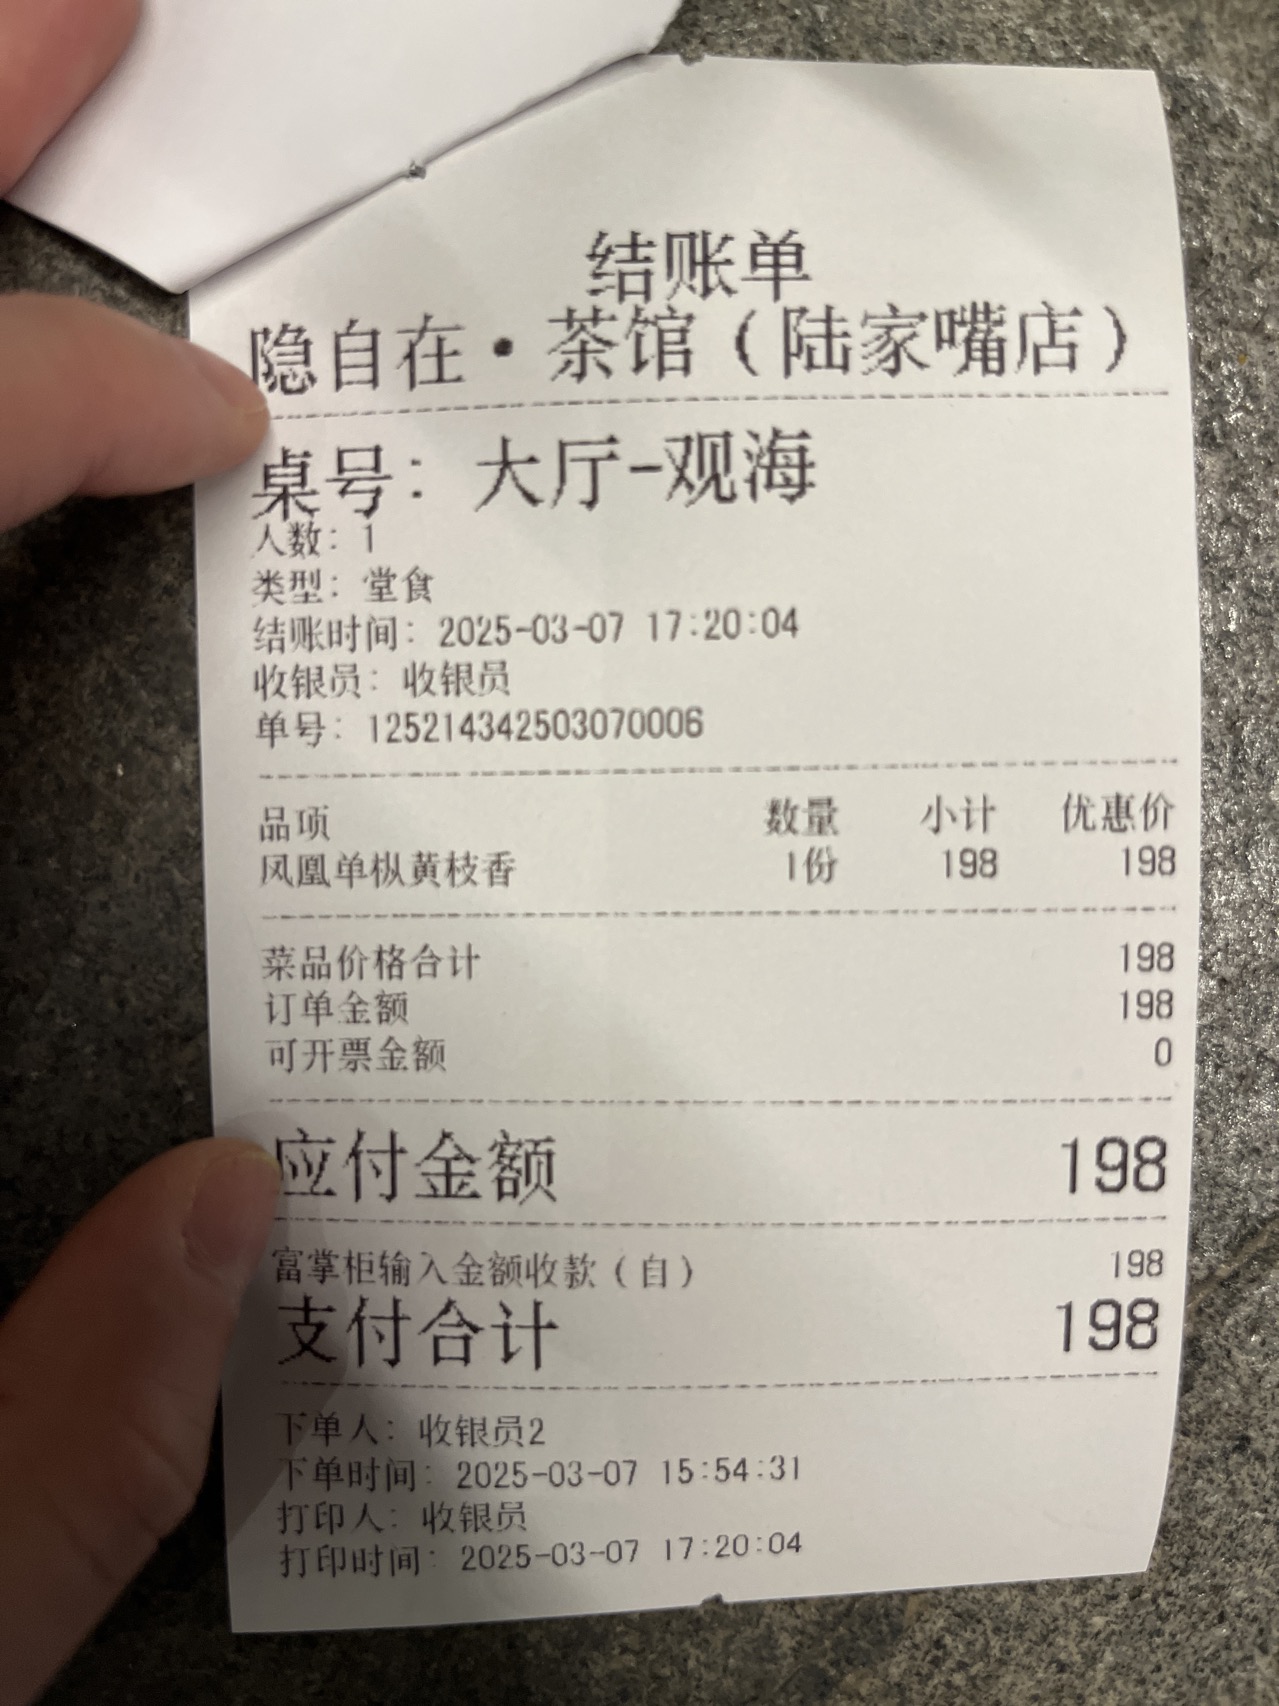 结账单
隐自在·茶馆（陆家嘴店）
桌号：大厅-观海
人数：1
类型：堂食
结账时间：2025-03-07 17:20:04
收银员：收银员
单号：125214342503070006
品项 数量 小计 优惠价
凤凰单枞黄枝香 1份 198 198
菜品价格合计 198
订单金额 198
可开票金额 0
应付金额 198
富掌柜输入金额收款（自） 198
支付合计 198
下单人：收银员2
下单时间：2025-03-07 15:54:31
打印人：收银员
打印时间：2025-03-07 17:20:04